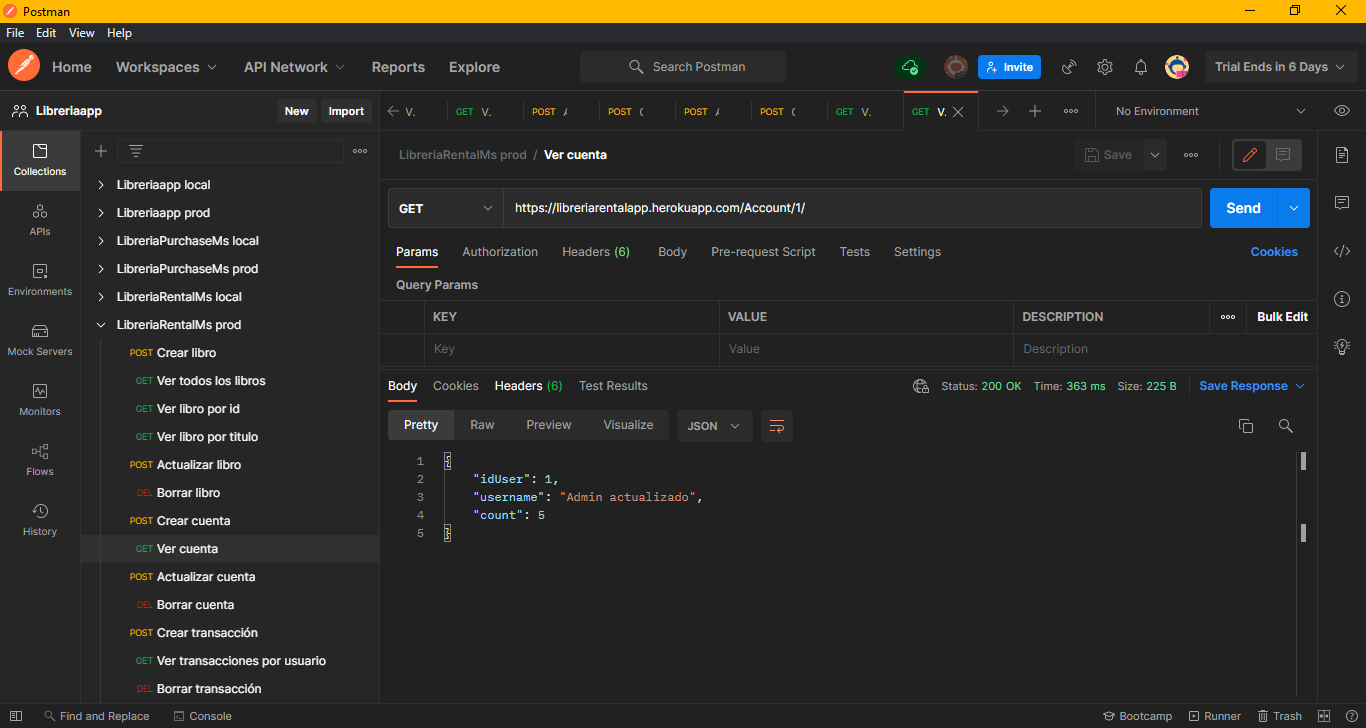 Postman
File Edit View Help
Home Workspaces API Network Reports Explore Search Postman Invite Trial Ends in 6 Days
Libreriaapp New Import
V. GET V. POST POST POST POST GET V. GET V. No Environment
Collections
APIs
Environments
Mock Servers
Monitors
Flows
History
Libreriaapp local
Libreriaapp prod
LibreriaPurchaseMs local
LibreriaPurchaseMs prod
LibreriaRentalMs local
LibreriaRentalMs prod
POST Crear libro
GET Ver todos los libros
GET Ver libro por id
GET Ver libro por titulo
POST Actualizar libro
DEL Borrar libro
POST Crear cuenta
GET Ver cuenta
POST Actualizar cuenta
DEL Borrar cuenta
POST Crear transacción
GET Ver transacciones por usuario
DEL Borrar transacción
LibreriaRentalMs prod / Ver cuenta Save
GET https://libreriarentalapp.herokuapp.com/Account/1/ Send
Params Authorization Headers (6) Body Pre-request Script Tests Settings Cookies
Query Params
KEY VALUE DESCRIPTION Bulk Edit
Key Value Description
Body Cookies Headers (6) Test Results Status: 200 OK Time: 363 ms Size: 225 B Save Response
Pretty Raw Preview Visualize JSON
1 {
2 "idUser": 1,
3 "username": "Admin actualizado",
4 "count": 5
5 }
Find and Replace Console Bootcamp Runner Trash